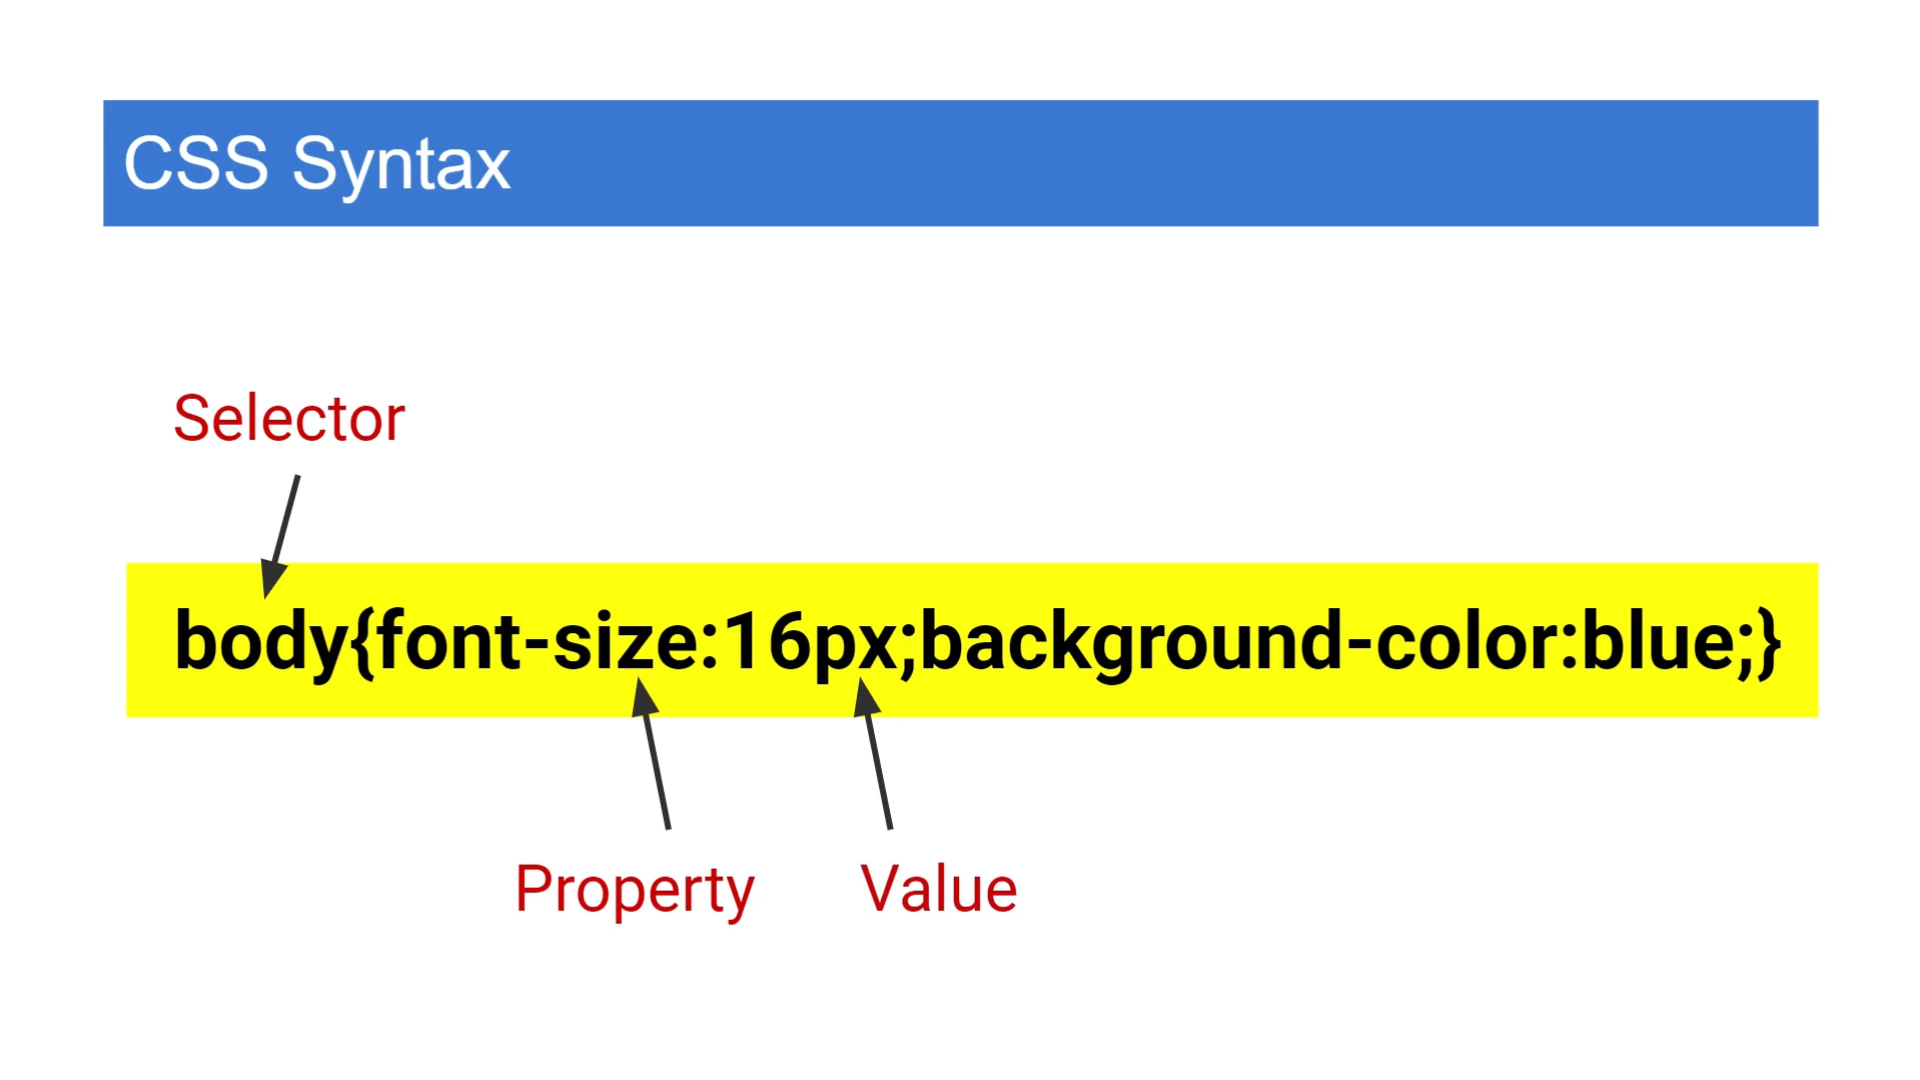 CSS Syntax
Selector
body{font-size:16px;background-color:blue;}
Property Value